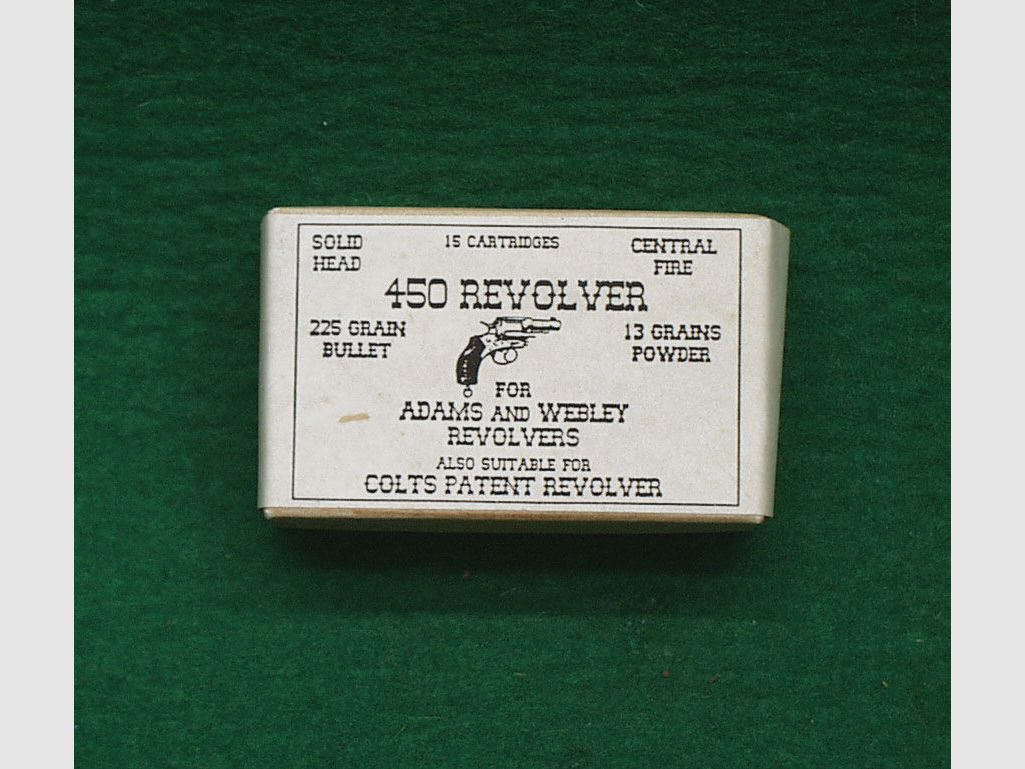 SOLID HEAD
15 CARTRIDGES
CENTRAL FIRE
450 REVOLVER
225 GRAIN BULLET
13 GRAINS POWDER
FOR
ADAMS AND WEBLEY
REVOLVERS
ALSO SUITABLE FOR
COLTS PATENT REVOLVER